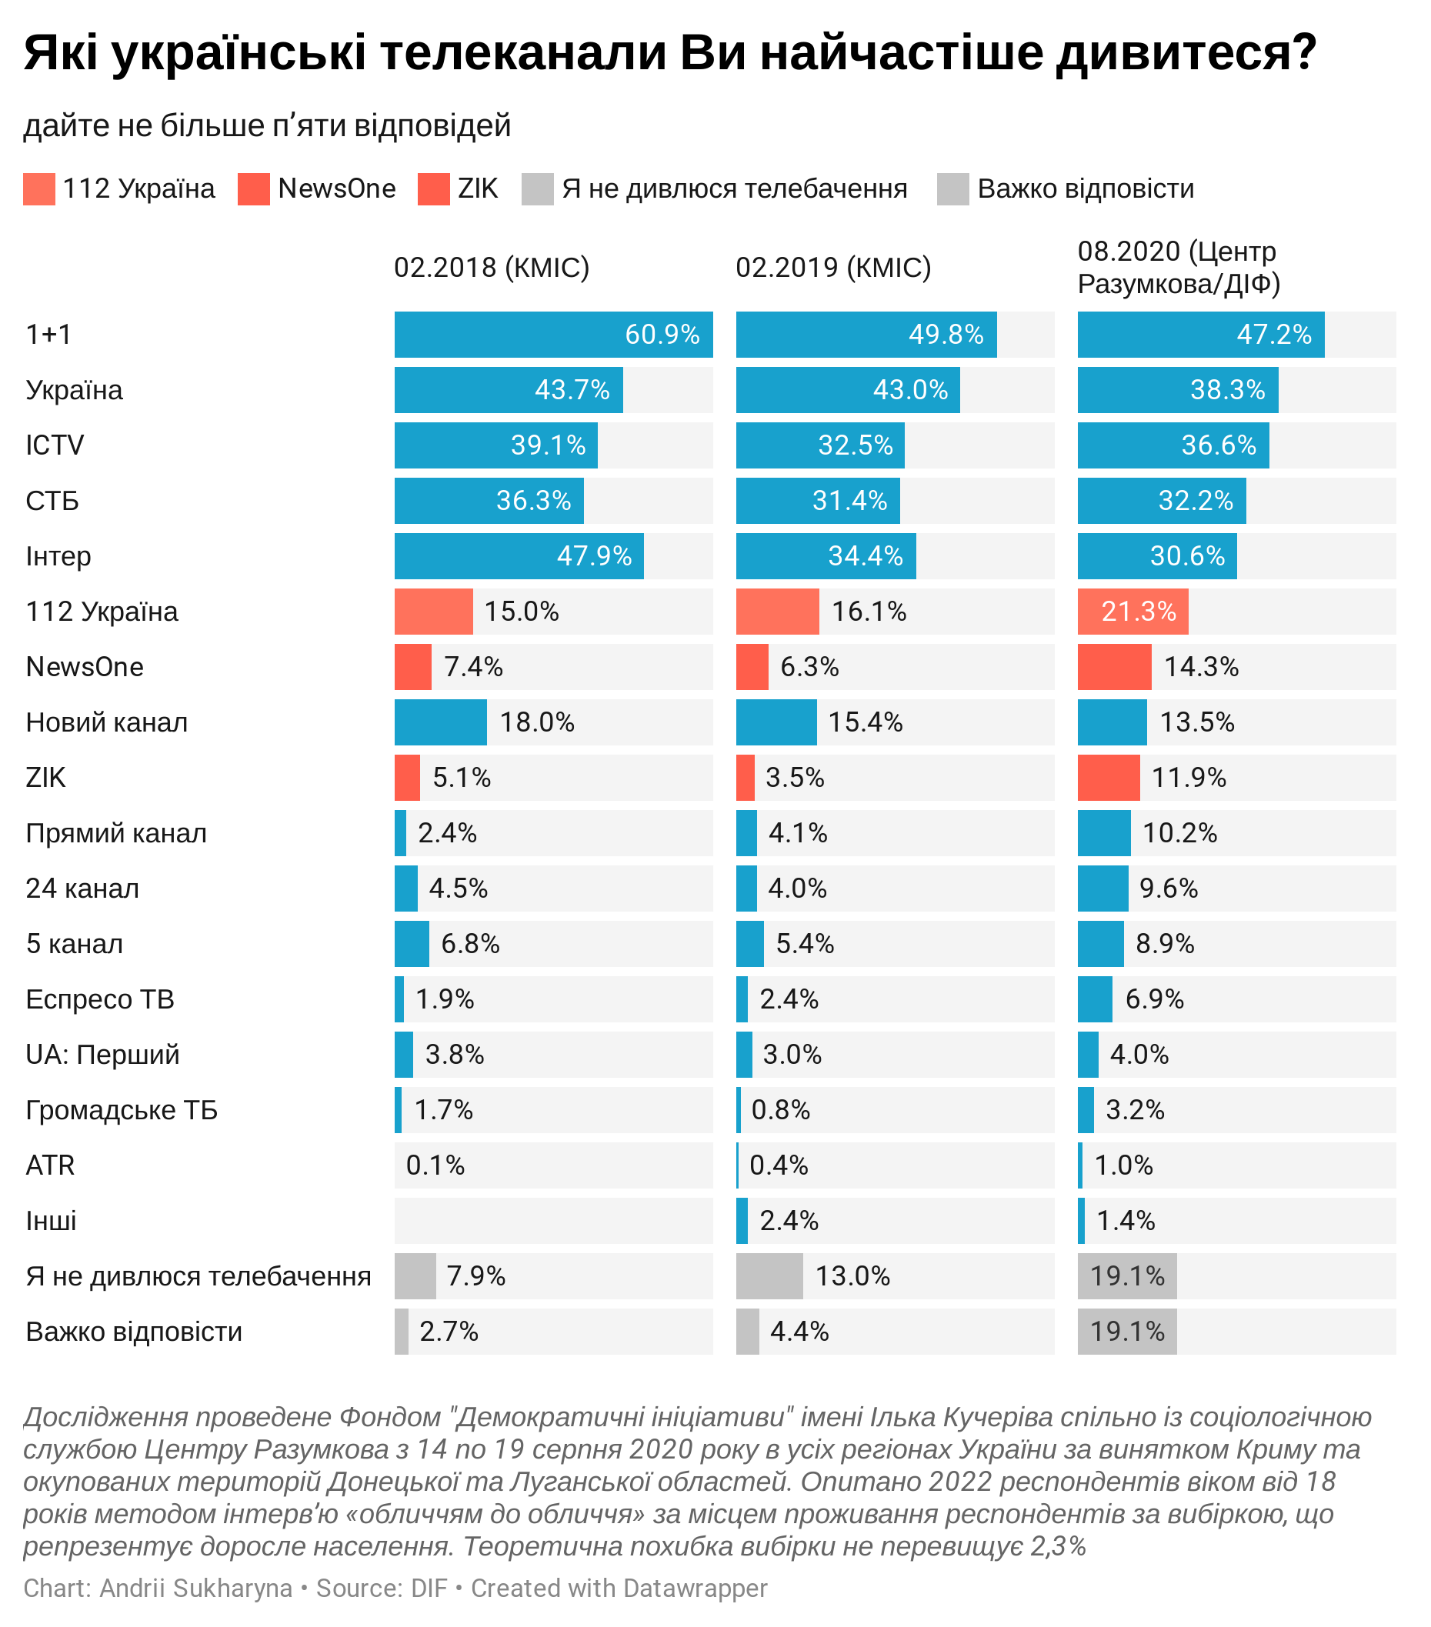 Які українські телеканали Ви найчастіше дивитеся?
дайте не більше п’яти відповідей
112 Україна NewsOne ZIK Я не дивлюся телебачення Важко відповісти
02.2018 (КМІС) 02.2019 (КМІС) 08.2020 (Центр
Разумкова/ДІФ)
1+1 60.9% 49.8% 47.2%
Україна 43.7% 43.0% 38.3%
ICTV 39.1% 32.5% 36.6%
СТБ 36.3% 31.4% 32.2%
Інтер 47.9% 34.4% 30.6%
112 Україна 15.0% 16.1% 21.3%
NewsOne 7.4% 6.3% 14.3%
Новий канал 18.0% 15.4% 13.5%
ZIK 5.1% 3.5% 11.9%
Прямий канал 2.4% 4.1% 10.2%
24 канал 4.5% 4.0% 9.6%
5 канал 6.8% 5.4% 8.9%
Еспресо ТВ 1.9% 2.4% 6.9%
UA: Перший 3.8% 3.0% 4.0%
Громадське ТБ 1.7% 0.8% 3.2%
ATR 0.1% 0.4% 1.0%
Інші 2.4% 1.4%
Я не дивлюся телебачення 7.9% 13.0% 19.1%
Важко відповісти 2.7% 4.4% 19.1%
Дослідження проведене Фондом "Демократичні ініціативи" імені Ілька Кучеріва спільно із соціологічною
службою Центру Разумкова з 14 по 19 серпня 2020 року в усіх регіонах України за винятком Криму та
окупованих територій Донецької та Луганської областей. Опитано 2022 респондентів віком від 18
років методом інтерв’ю «обличчям до обличчя» за місцем проживання респондентів за вибіркою, що
репрезентує доросле населення. Теоретична похибка вибірки не перевищує 2,3%
Chart: Andrii Sukharyna • Source: DIF • Created with Datawrapper